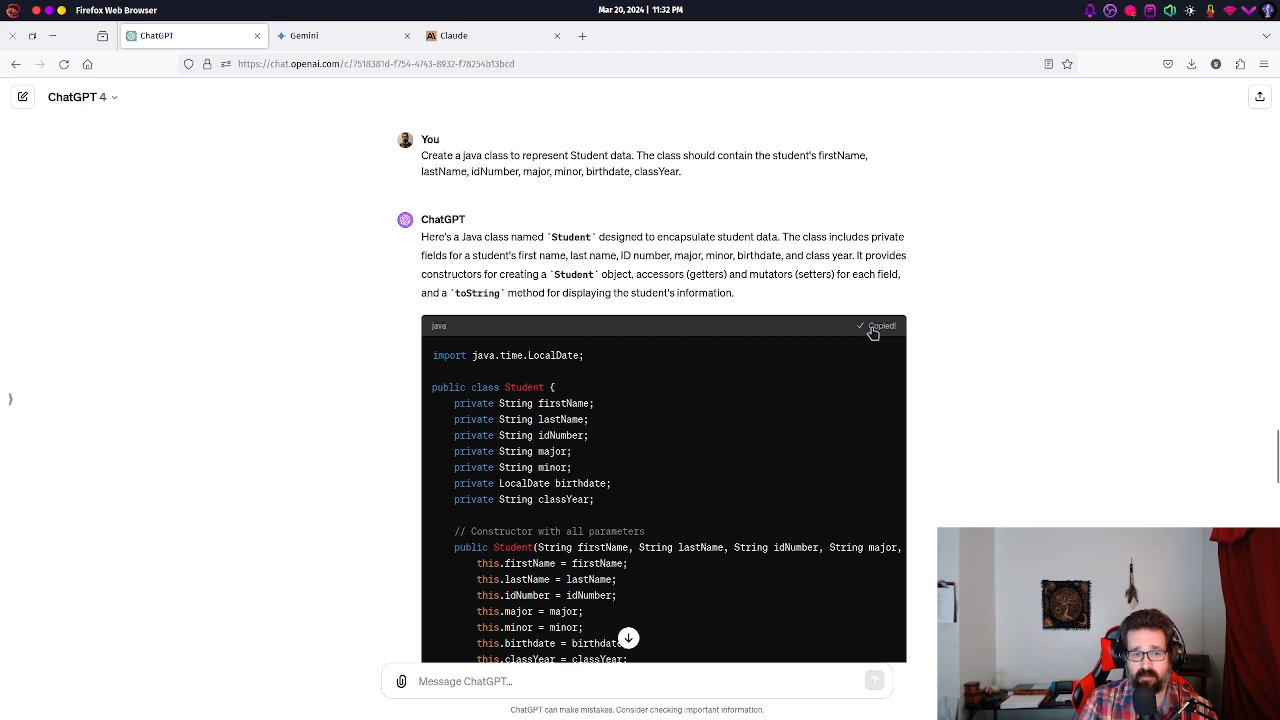 Firefox Web Browser
Mar 20, 2024 | 11:32 PM
ChatGPT
Gemini
Claude
https://chat.openai.com/c/7518381d-f754-4743-8932-f78254b13bcd
ChatGPT 4
You
Create a java class to represent Student data. The class should contain the student's firstName,
lastName, idNumber, major, minor, birthdate, classYear.
ChatGPT
Here's a Java class named `Student` designed to encapsulate student data. The class includes private
fields for a student's first name, last name, ID number, major, minor, birthdate, and class year. It provides
constructors for creating a `Student` object, accessors (getters) and mutators (setters) for each field,
and a `toString` method for displaying the student's information.
java
Copied!
import java.time.LocalDate;
public class Student {
private String firstName;
private String lastName;
private String idNumber;
private String major;
private String minor;
private LocalDate birthdate;
private String classYear;
// Constructor with all parameters
public Student(String firstName, String lastName, String idNumber, String major,
this.firstName = firstName;
this.lastName = lastName;
this.idNumber = idNumber;
this.major = major;
this.minor = minor;
this.birthdate = birthdate
this.classYear = classYear;
Message ChatGPT...
ChatGPT can make mistakes. Consider checking important information.